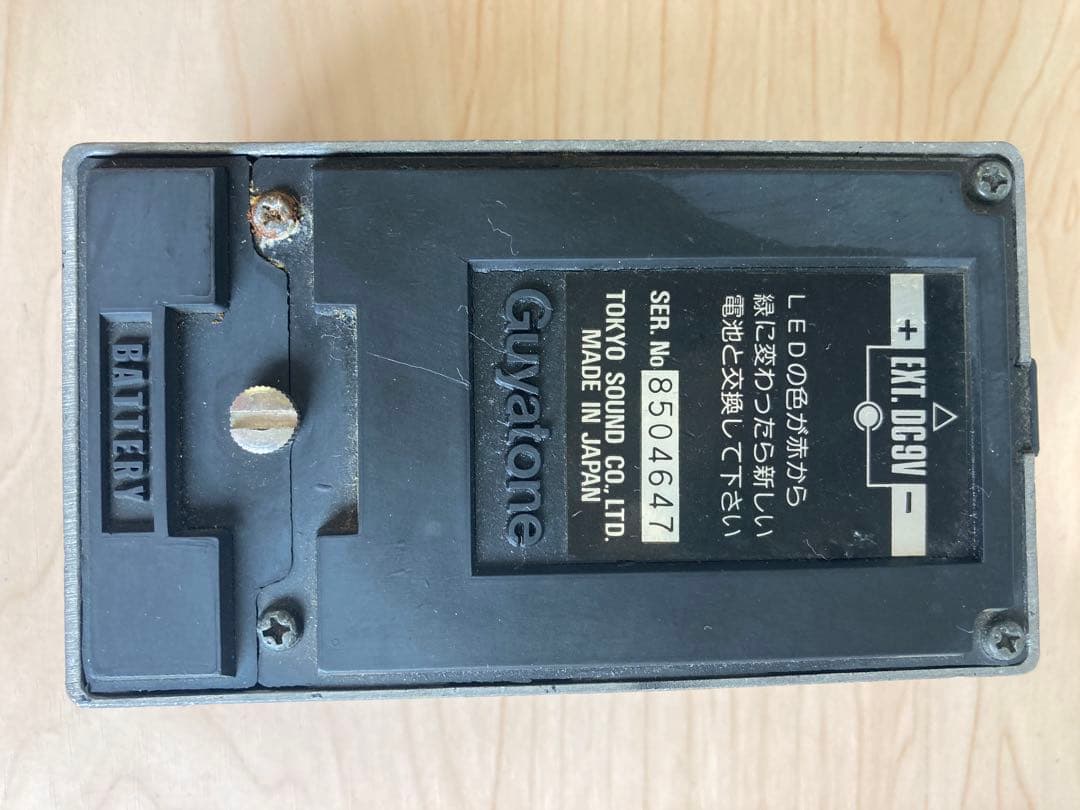 + EXT. DC9V −
LEDの色が赤から
緑に変わったら新しい
電池と交換して下さい
SER. No 8504647
TOKYO SOUND CO., LTD.
MADE IN JAPAN
Guyatone
BATTERY